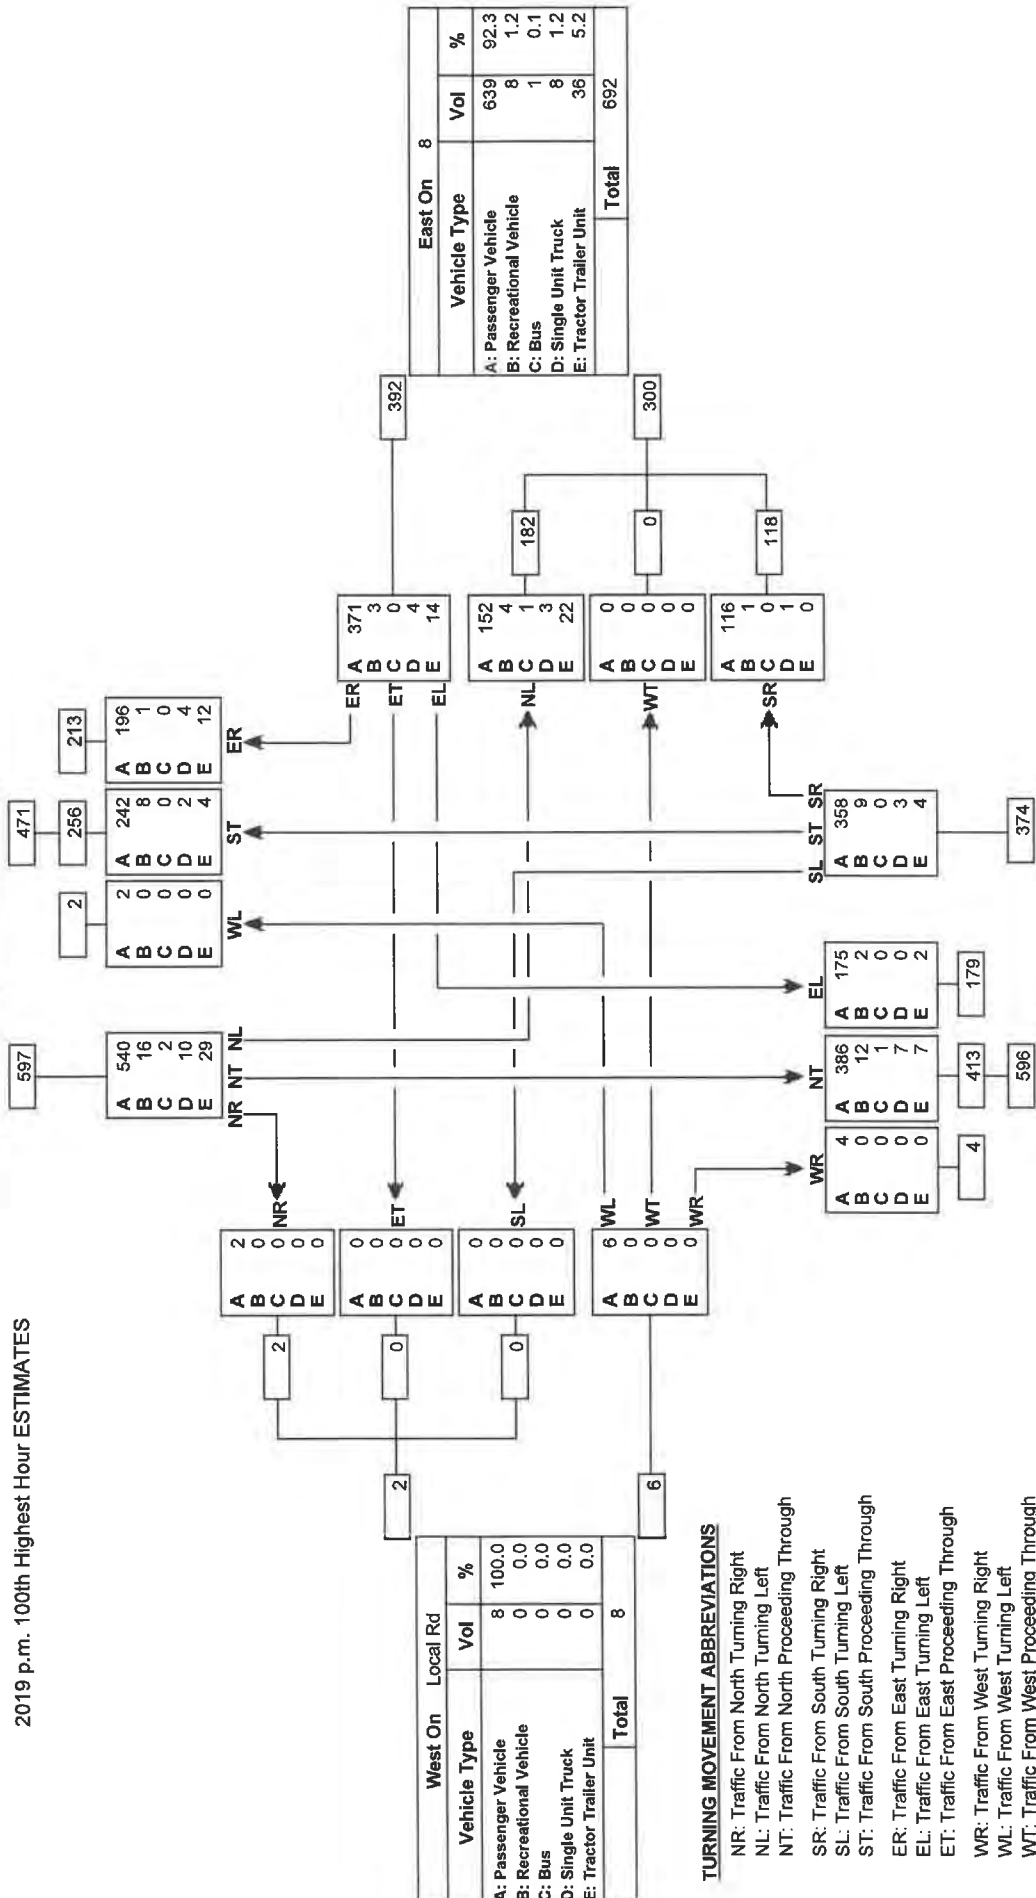 2019 p.m. 100th Highest Hour ESTIMATES
597
A 540
B 16
C 2
D 10
E 29
NR NT NL
2
A 2
B 0
C 0
D 0
E 0
WL
471
256
A 242
B 8
C 0
D 2
E 4
ST
213
A 196
B 1
C 0
D 4
E 12
ER
West On Local Rd
Vehicle Type Vol %
A: Passenger Vehicle 8 100.0
B: Recreational Vehicle 0 0.0
C: Bus 0 0.0
D: Single Unit Truck 0 0.0
E: Tractor Trailer Unit 0 0.0
Total 8
2
2
A 2
B 0
C 0
D 0
E 0
NR
0
A 0
B 0
C 0
D 0
E 0
ET
0
A 0
B 0
C 0
D 0
E 0
SL
6
A 6
B 0
C 0
D 0
E 0
WL
WT
WR
ER
ET
EL
A 371
B 3
C 0
D 4
E 14
392
NL
A 152
B 4
C 1
D 3
E 22
182
WT
A 0
B 0
C 0
D 0
E 0
0
SR
A 116
B 1
C 0
D 1
E 0
118
300
East On 8
Vehicle Type Vol %
A: Passenger Vehicle 639 92.3
B: Recreational Vehicle 8 1.2
C: Bus 1 0.1
D: Single Unit Truck 8 1.2
E: Tractor Trailer Unit 36 5.2
Total 692
WR
A 4
B 0
C 0
D 0
E 0
4
NT
A 386
B 12
C 1
D 7
E 7
413
596
EL
A 175
B 2
C 0
D 0
E 2
179
SL ST SR
A 358
B 9
C 0
D 3
E 4
374
TURNING MOVEMENT ABBREVIATIONS
NR: Traffic From North Turning Right
NL: Traffic From North Turning Left
NT: Traffic From North Proceeding Through
SR: Traffic From South Turning Right
SL: Traffic From South Turning Left
ST: Traffic From South Proceeding Through
ER: Traffic From East Turning Right
EL: Traffic From East Turning Left
ET: Traffic From East Proceeding Through
WR: Traffic From West Turning Right
WL: Traffic From West Turning Left
WT: Traffic From West Proceeding Through